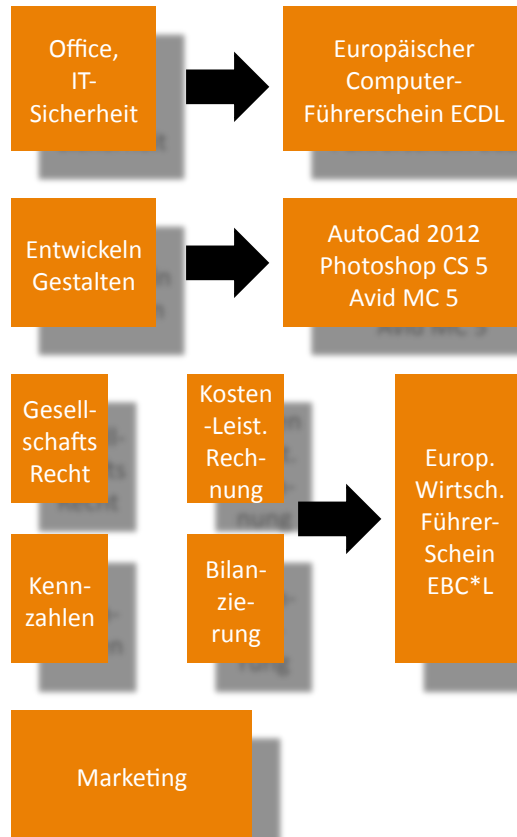 Office,
IT-
Sicherheit
Europäischer
Computer-
Führerschein ECDL
Entwickeln
Gestalten
AutoCad 2012
Photoshop CS 5
Avid MC 5
Gesell-
schafts
Recht
Kosten
-Leist.
Rech-
nung
Kenn-
zahlen
Bilan-
zie-
rung
Europ.
Wirtsch.
Führer-
Schein
EBC*L
Marketing